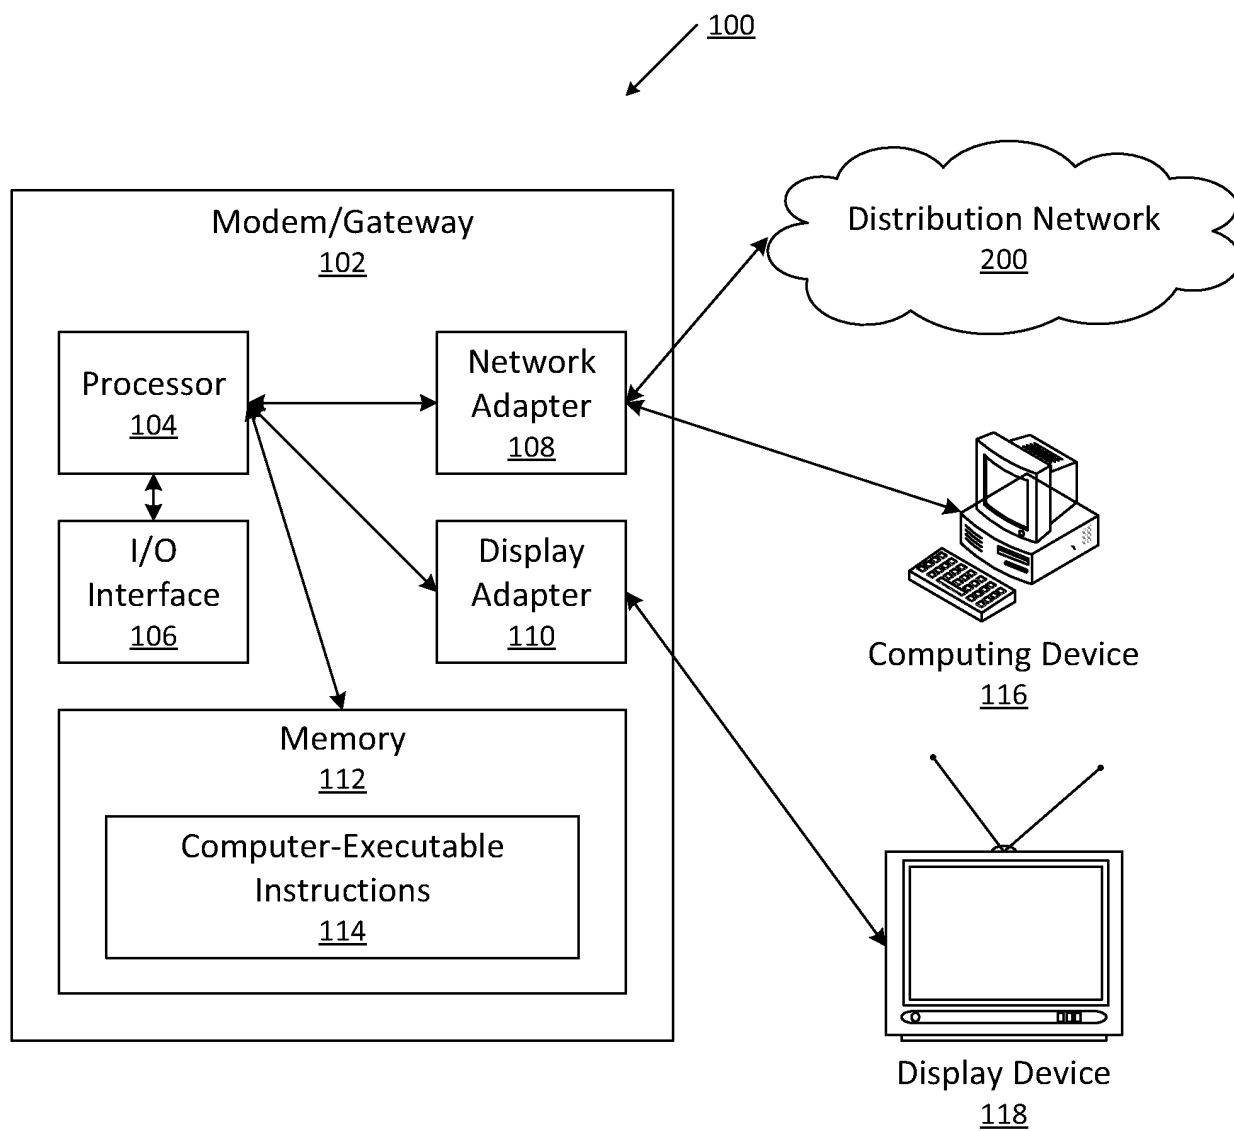 100
Modem/Gateway
102
Distribution Network
200
Processor
104
Network
Adapter
108
I/O
Interface
106
Display
Adapter
110
Computing Device
116
Memory
112
Computer-Executable
Instructions
114
Display Device
118